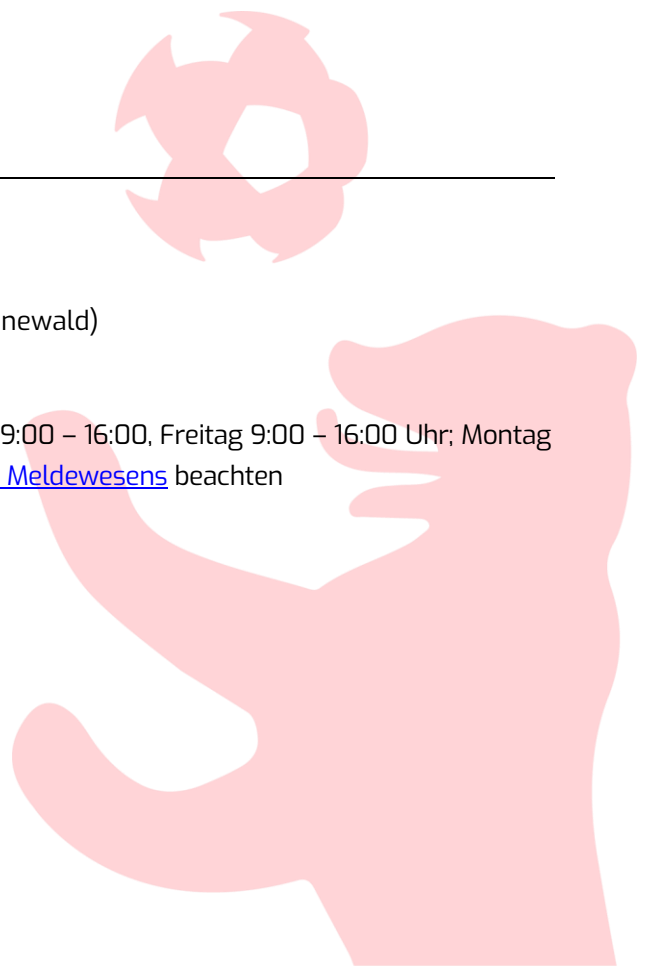 newald)
9:00 – 16:00, Freitag 9:00 – 16:00 Uhr; Montag
Meldewesens beachten